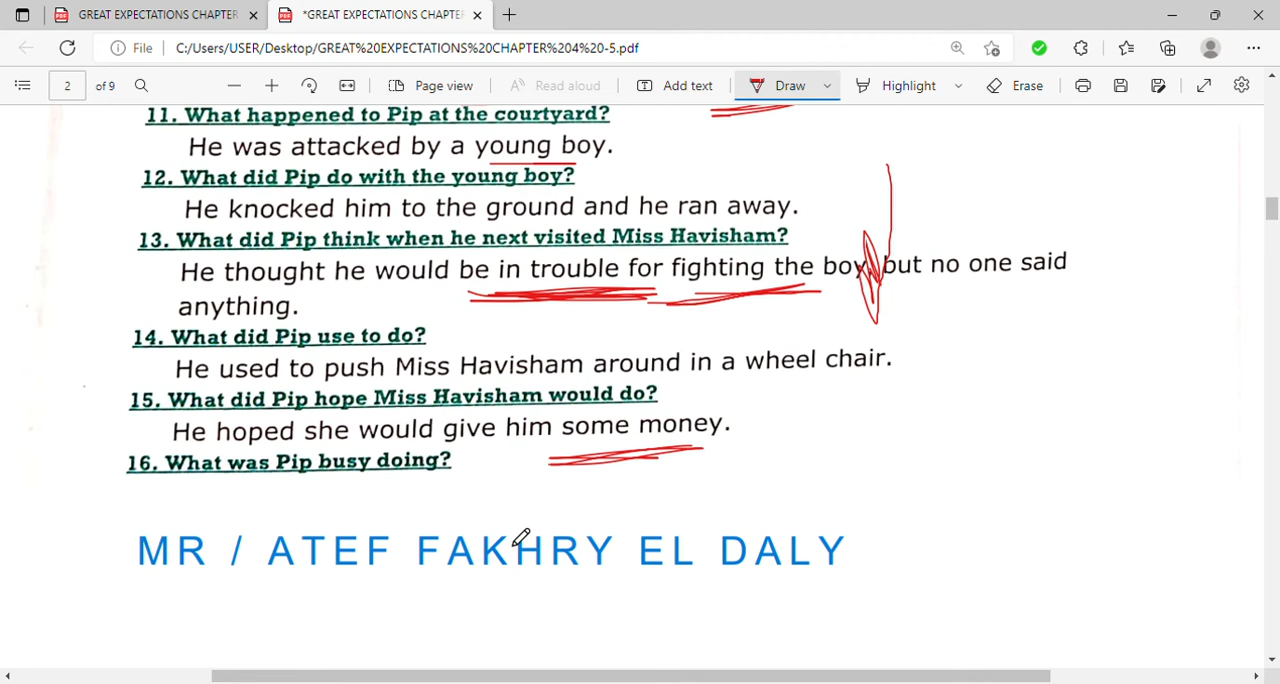 GREAT EXPECTATIONS CHAPTER
*GREAT EXPECTATIONS CHAPTE
File
C:/Users/USER/Desktop/GREAT%20EXPECTATIONS%20CHAPTER%204%20-5.pdf
2 of 9
Page view
Read aloud
Add text
Draw
Highlight
Erase
11. What happened to Pip at the courtyard?
He was attacked by a young boy.
12. What did Pip do with the young boy?
He knocked him to the ground and he ran away.
13. What did Pip think when he next visited Miss Havisham?
He thought he would be in trouble for fighting the boy, but no one said
anything.
14. What did Pip use to do?
He used to push Miss Havisham around in a wheel chair.
15. What did Pip hope Miss Havisham would do?
He hoped she would give him some money.
16. What was Pip busy doing?
MR / ATEF FAKHRY EL DALY